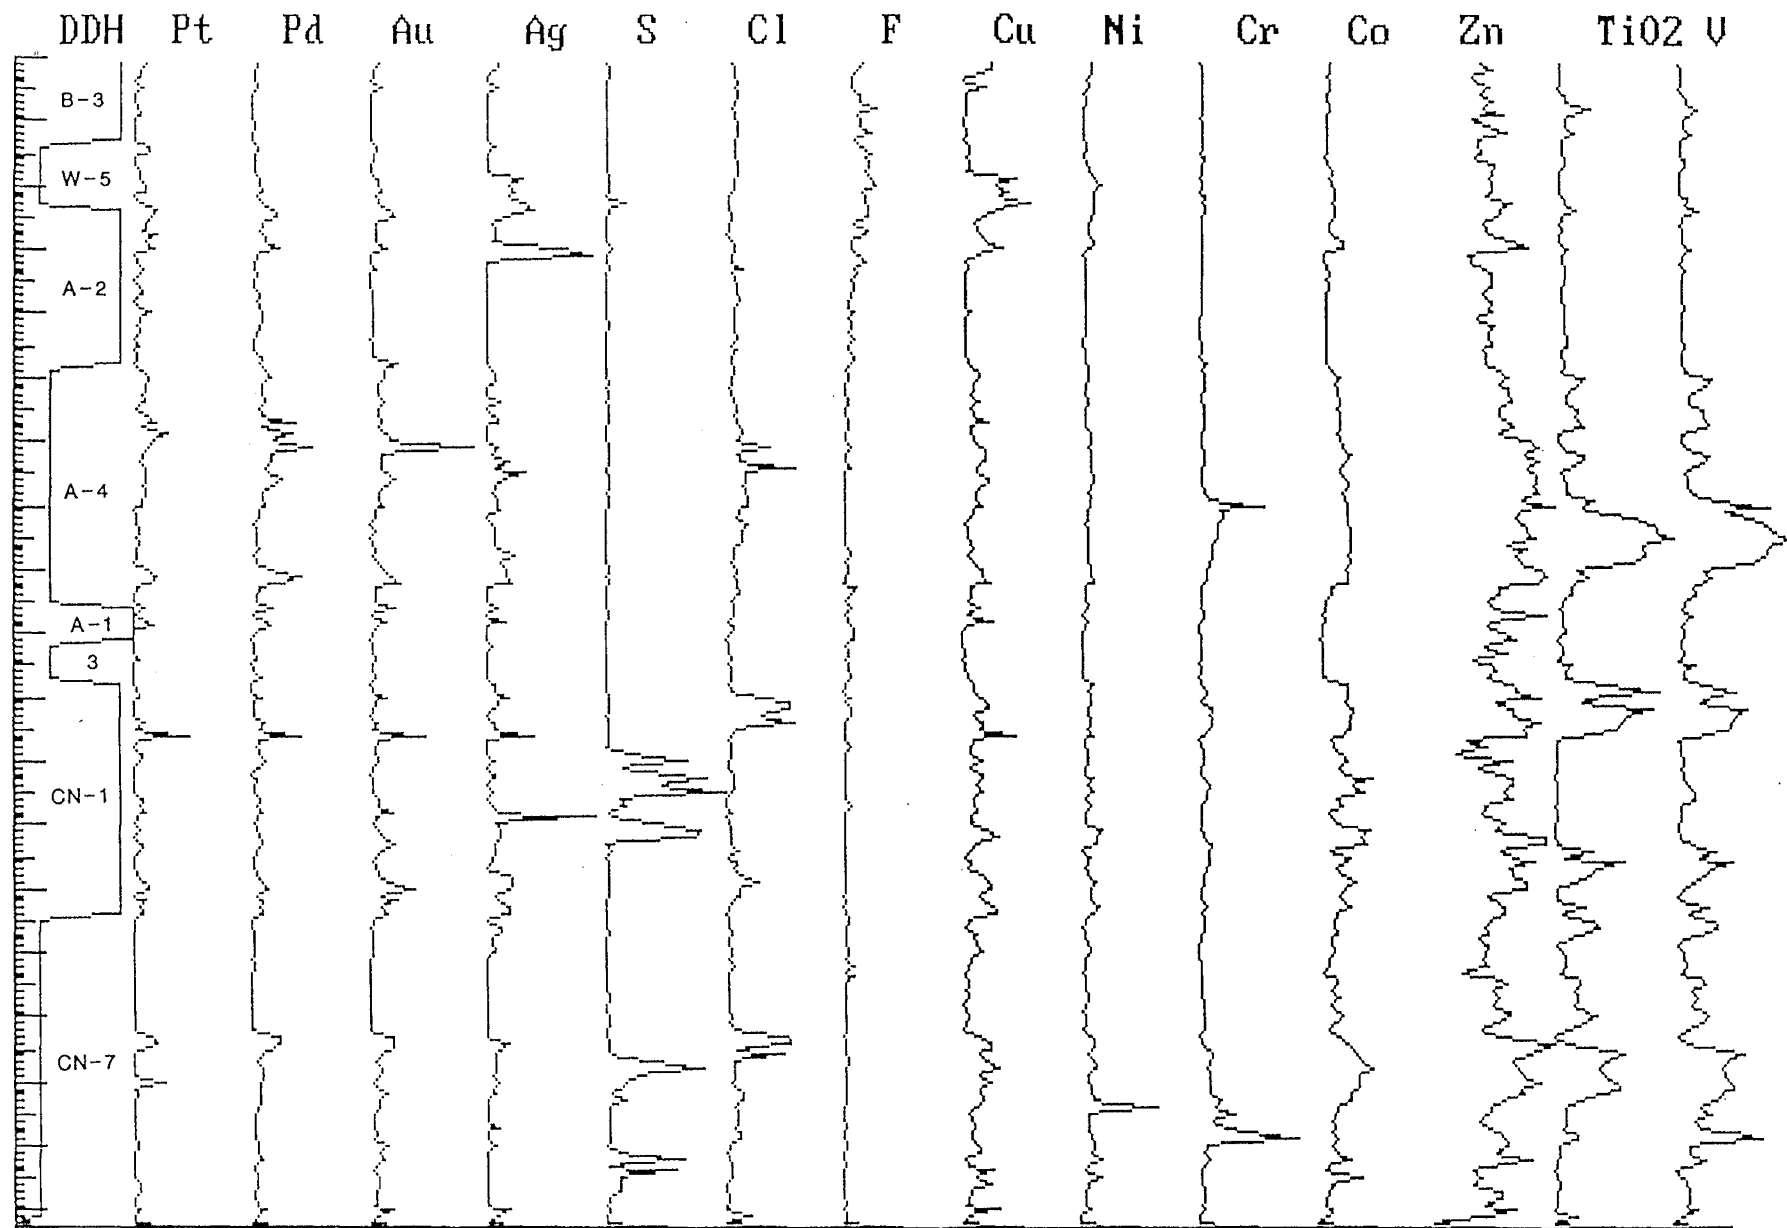 DDH Pt Pd Au Ag S Cl F Cu Ni Cr Co Zn TiO2 V
B-3
W-5
A-2
A-4
A-1
3
CN-1
CN-7